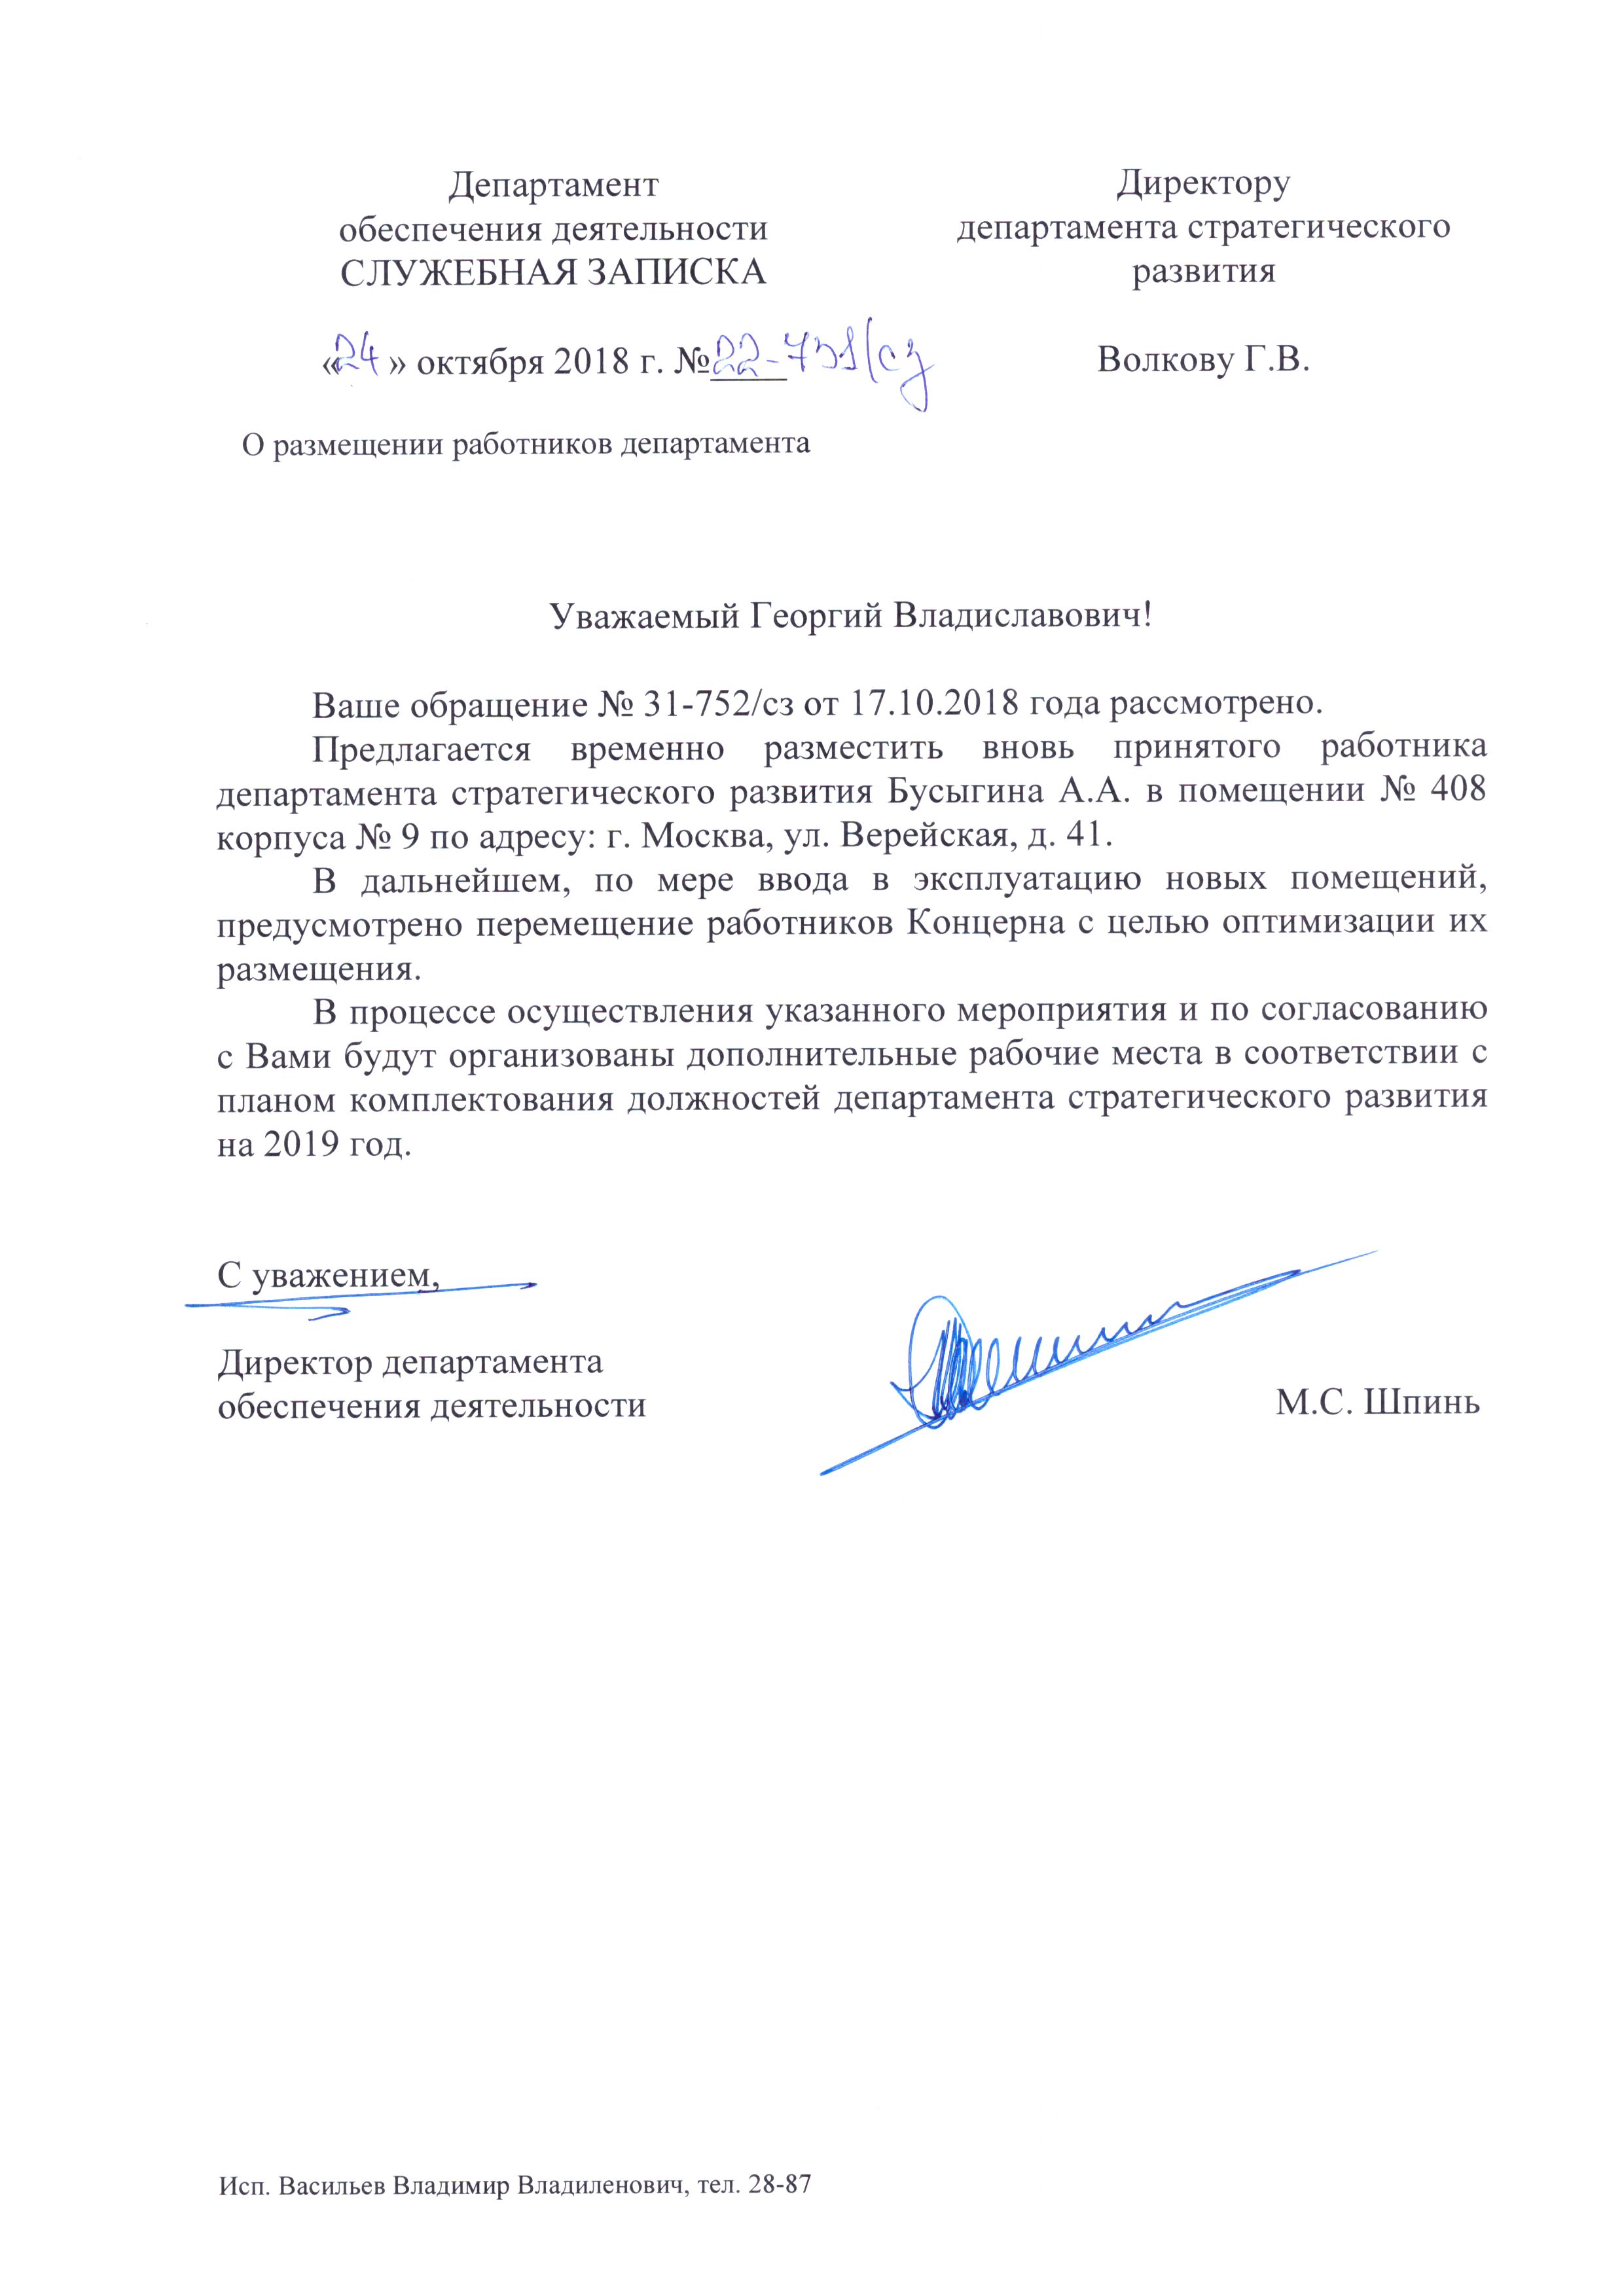 Департамент
обеспечения деятельности
СЛУЖЕБНАЯ ЗАПИСКА
«24» октября 2018 г. № 22-731/сз
О размещении работников департамента
Директору
департамента стратегического
развития
Волкову Г.В.
Уважаемый Георгий Владиславович!
Ваше обращение № 31-752/сз от 17.10.2018 года рассмотрено.
Предлагается временно разместить вновь принятого работника
департамента стратегического развития Бусыгина А.А. в помещении № 408
корпуса № 9 по адресу: г. Москва, ул. Верейская, д. 41.
В дальнейшем, по мере ввода в эксплуатацию новых помещений,
предусмотрено перемещение работников Концерна с целью оптимизации их
размещения.
В процессе осуществления указанного мероприятия и по согласованию
с Вами будут организованы дополнительные рабочие места в соответствии с
планом комплектования должностей департамента стратегического развития
на 2019 год.
С уважением,
Директор департамента
обеспечения деятельности
М.С. Шпинь
Исп. Васильев Владимир Владиленович, тел. 28-87